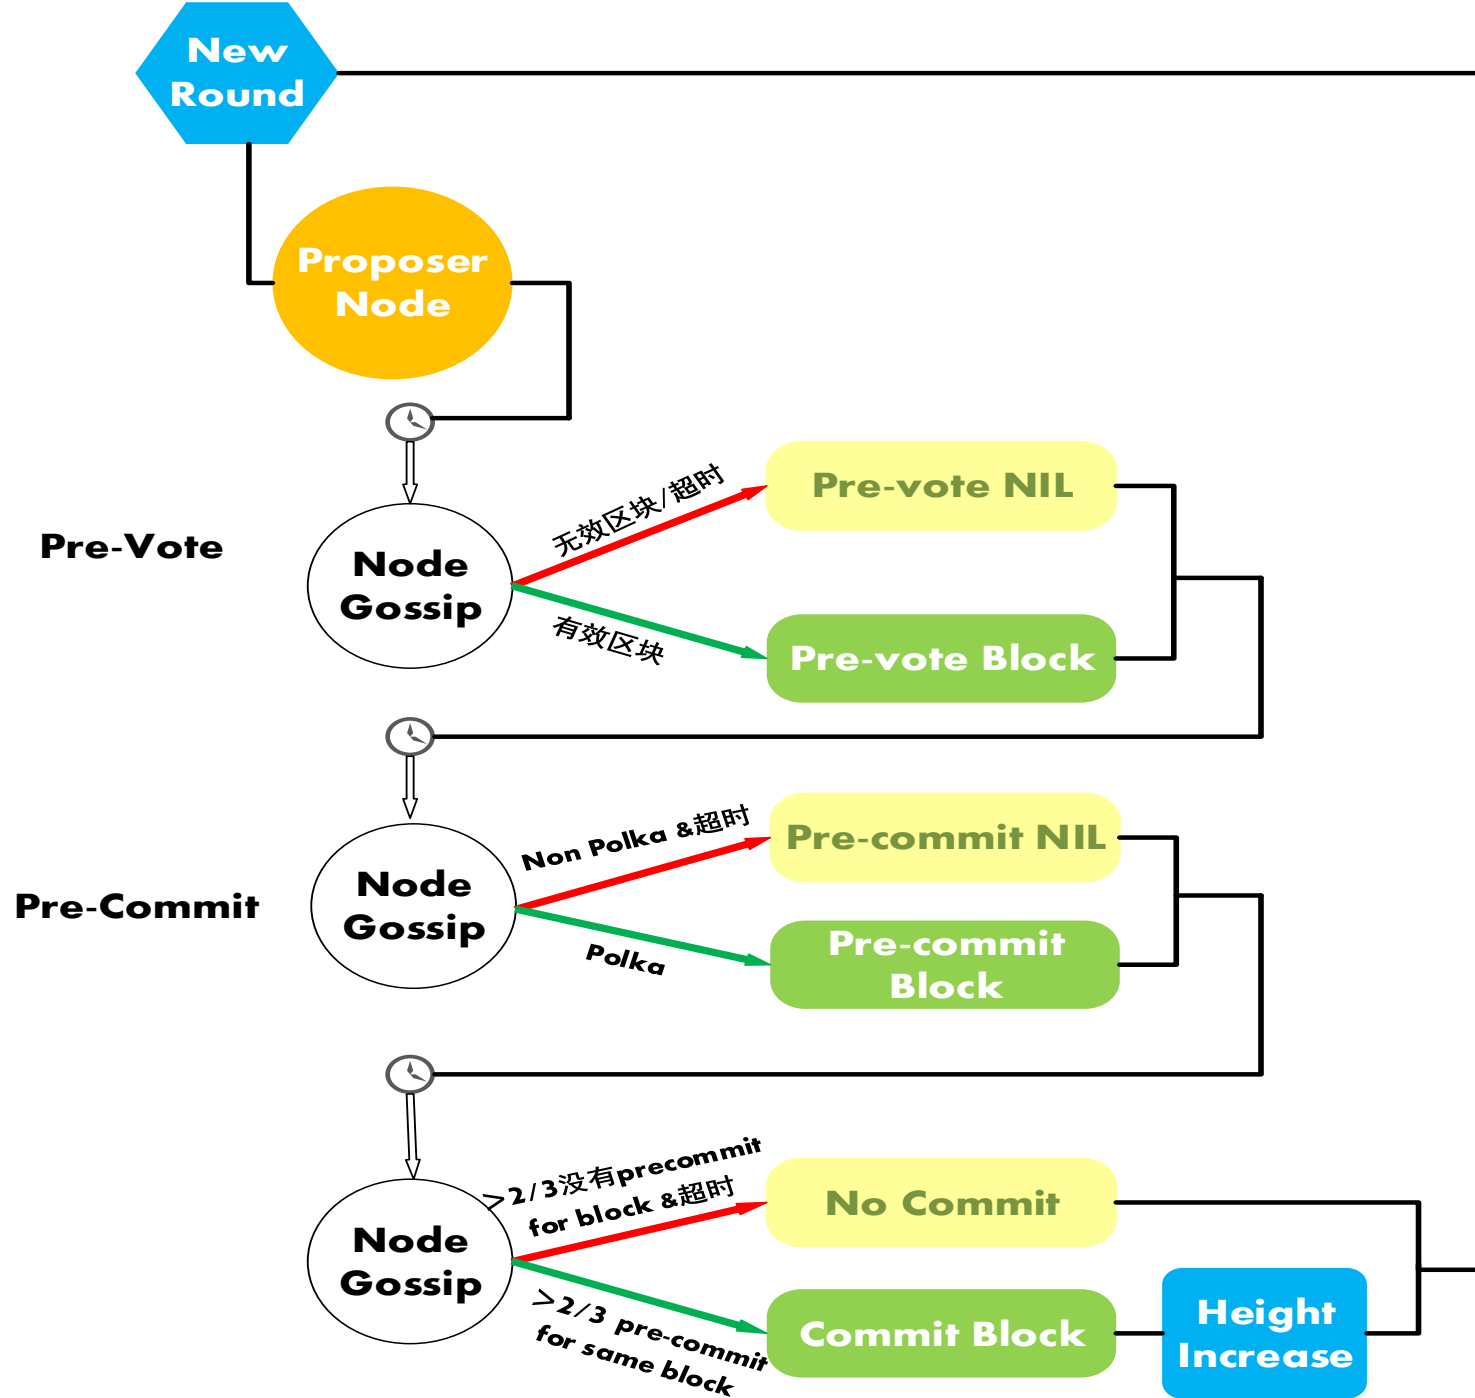 New
Round
Proposer
Node
无效区块/超时
Pre-vote NIL
Pre-Vote
Node
Gossip
有效区块
Pre-vote Block
Non Polka &超时
Pre-commit NIL
Pre-Commit
Node
Gossip
Polka
Pre-commit
Block
>2/3没有precommit
for block &超时
No Commit
Node
Gossip
>2/3 pre-commit
for same block
Commit Block
Height
Increase